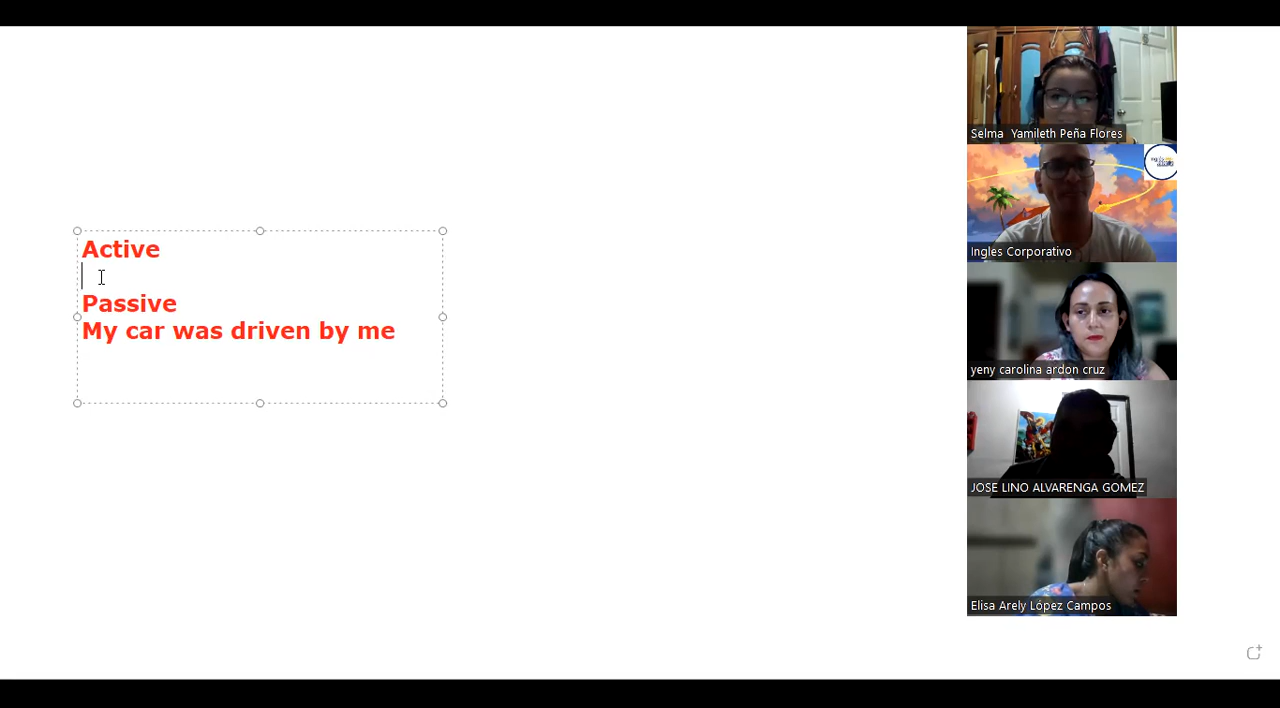 Active
Passive
My car was driven by me
Selma Yamileth Peña Flores
Ingles Corporativo
yeny carolina ardon cruz
JOSE LINO ALVARENGA GOMEZ
Elisa Arely López Campos